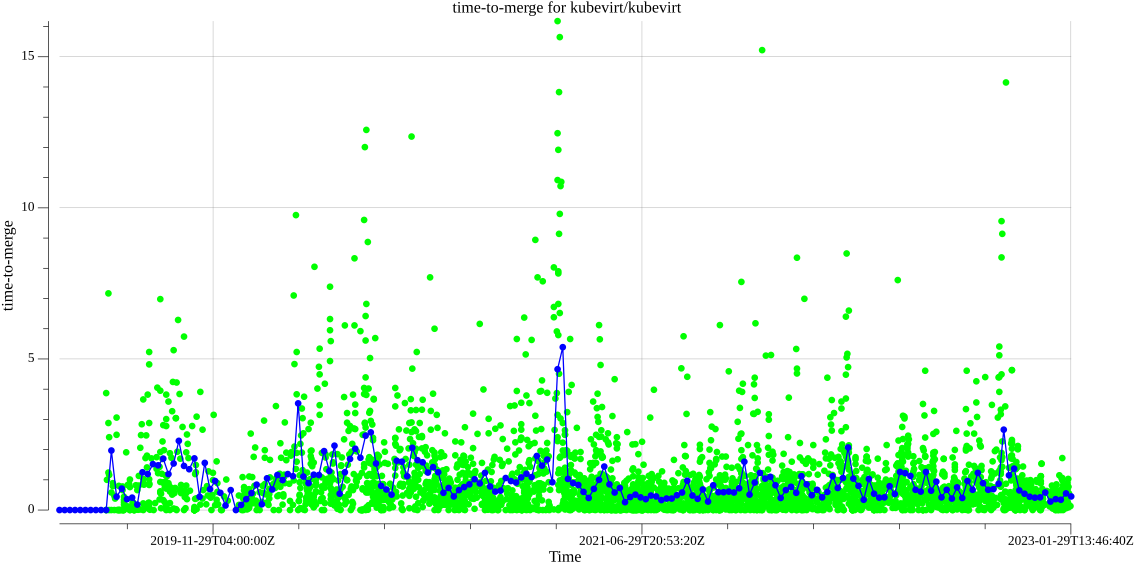 time-to-merge for kubevirt/kubevirt
15
10
5
0
time-to-merge
2019-11-29T04:00:00Z
2021-06-29T20:53:20Z
2023-01-29T13:46:40Z
Time